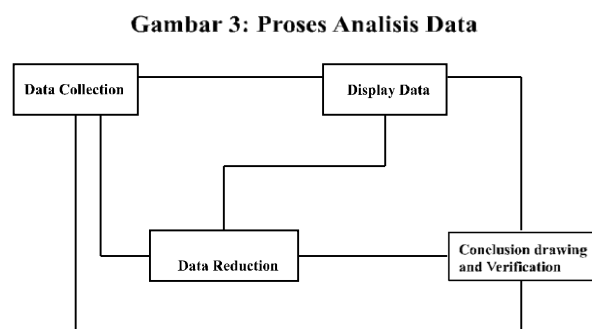 Gambar 3: Proses Analisis Data
Data Collection
Display Data
Data Reduction
Conclusion drawing
and Verification